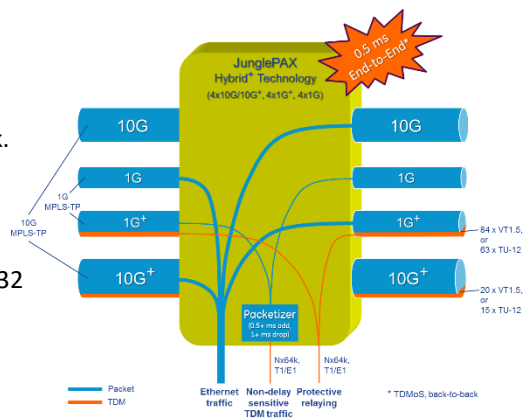 JunglePAX
Hybrid+ Technology
(4x10G/10G+, 4x1G+, 4x1G)
0.5 ms
End-to-End*
k.
10G
10G
1G
1G
1G
MPLS-TP
10G
MPLS-TP
1G+
1G+
84 x VT1.5,
or
63 x TU-12
32
10G+
10G+
20 x VT1.5,
or
15 x TU-12
Packetizer
(0.5+ ms add,
1+ ms drop)
Nx64k,
T1/E1
Nx64k,
T1/E1
Packet
TDM
Ethernet
traffic
Non-delay
sensitive
TDM traffic
Protective
relaying
* TDMoS, back-to-back